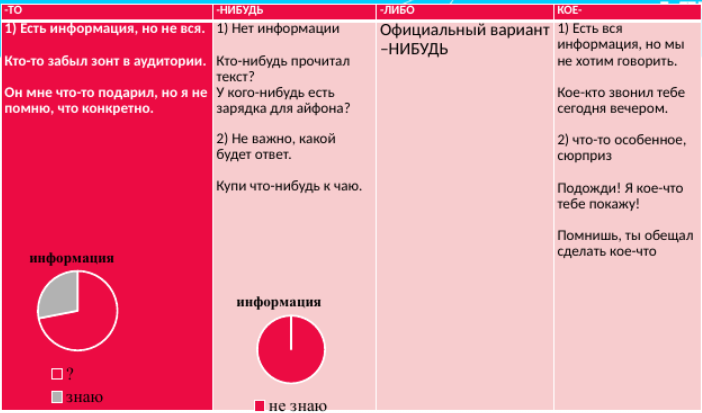 -ТО
1) Есть информация, но не вся.
Кто-то забыл зонт в аудитории.
Он мне что-то подарил, но я не
помню, что конкретно.
информация
?
знаю
-НИБУДЬ
1) Нет информации
Кто-нибудь прочитал
текст?
У кого-нибудь есть
зарядка для айфона?
2) Не важно, какой
будет ответ.
Купи что-нибудь к чаю.
информация
не знаю
-ЛИБО
Официальный вариант
–НИБУДЬ
КОЕ-
1) Есть вся
информация, но мы
не хотим говорить.
Кое-кто звонил тебе
сегодня вечером.
2) что-то особенное,
сюрприз
Подожди! Я кое-что
тебе покажу!
Помнишь, ты обещал
сделать кое-что